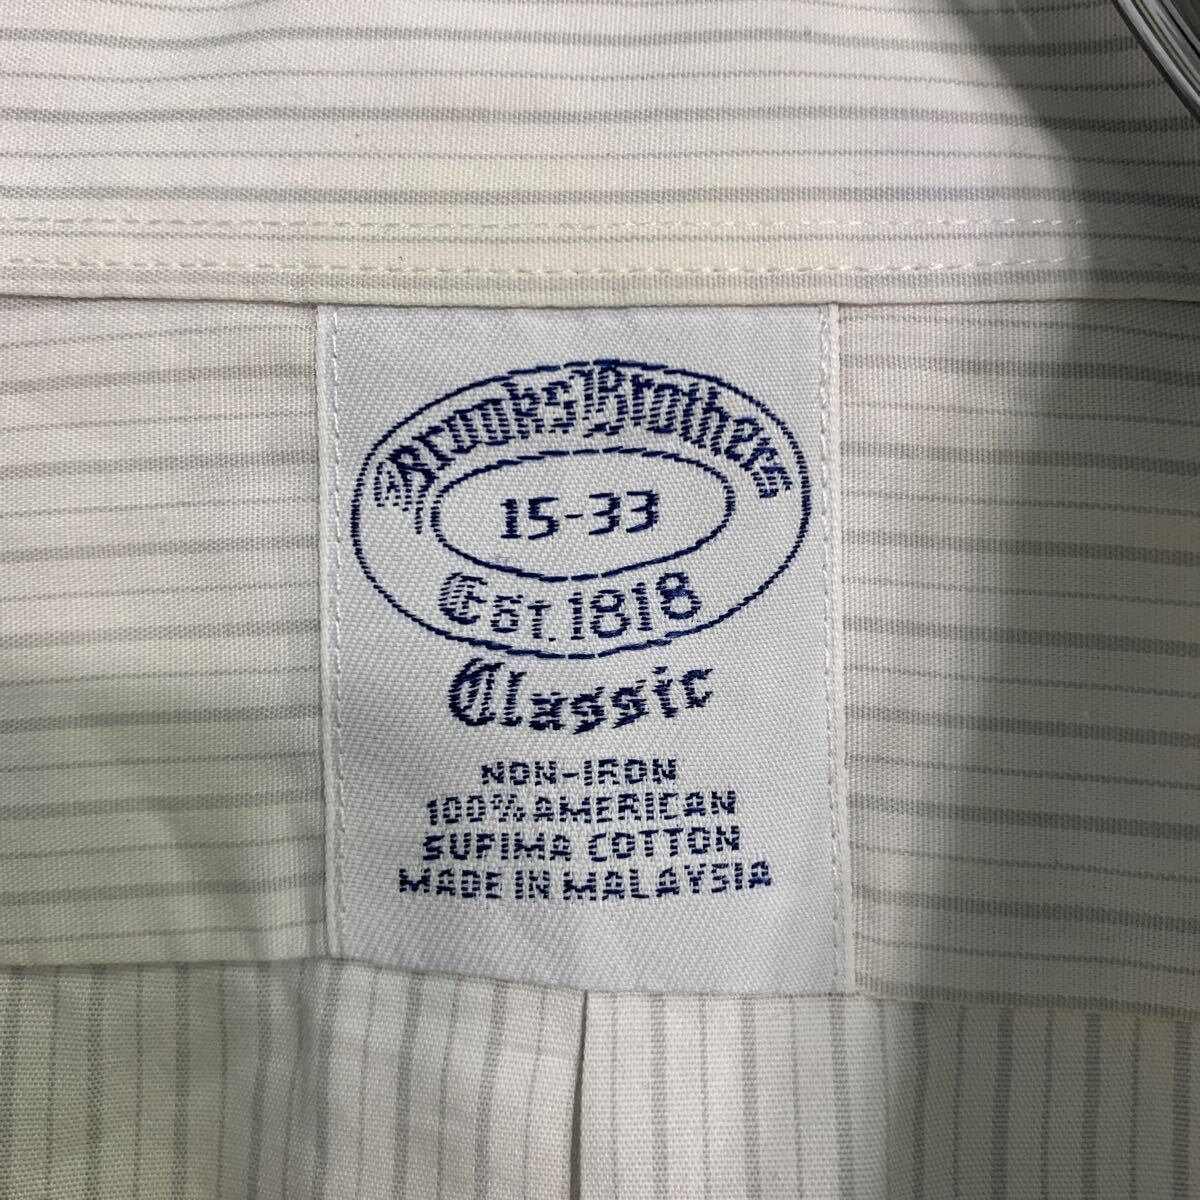 Brooks Brothers
15-33
Est. 1818
Classic
NON-IRON
100% AMERICAN
SUPIMA COTTON
MADE IN MALAYSIA